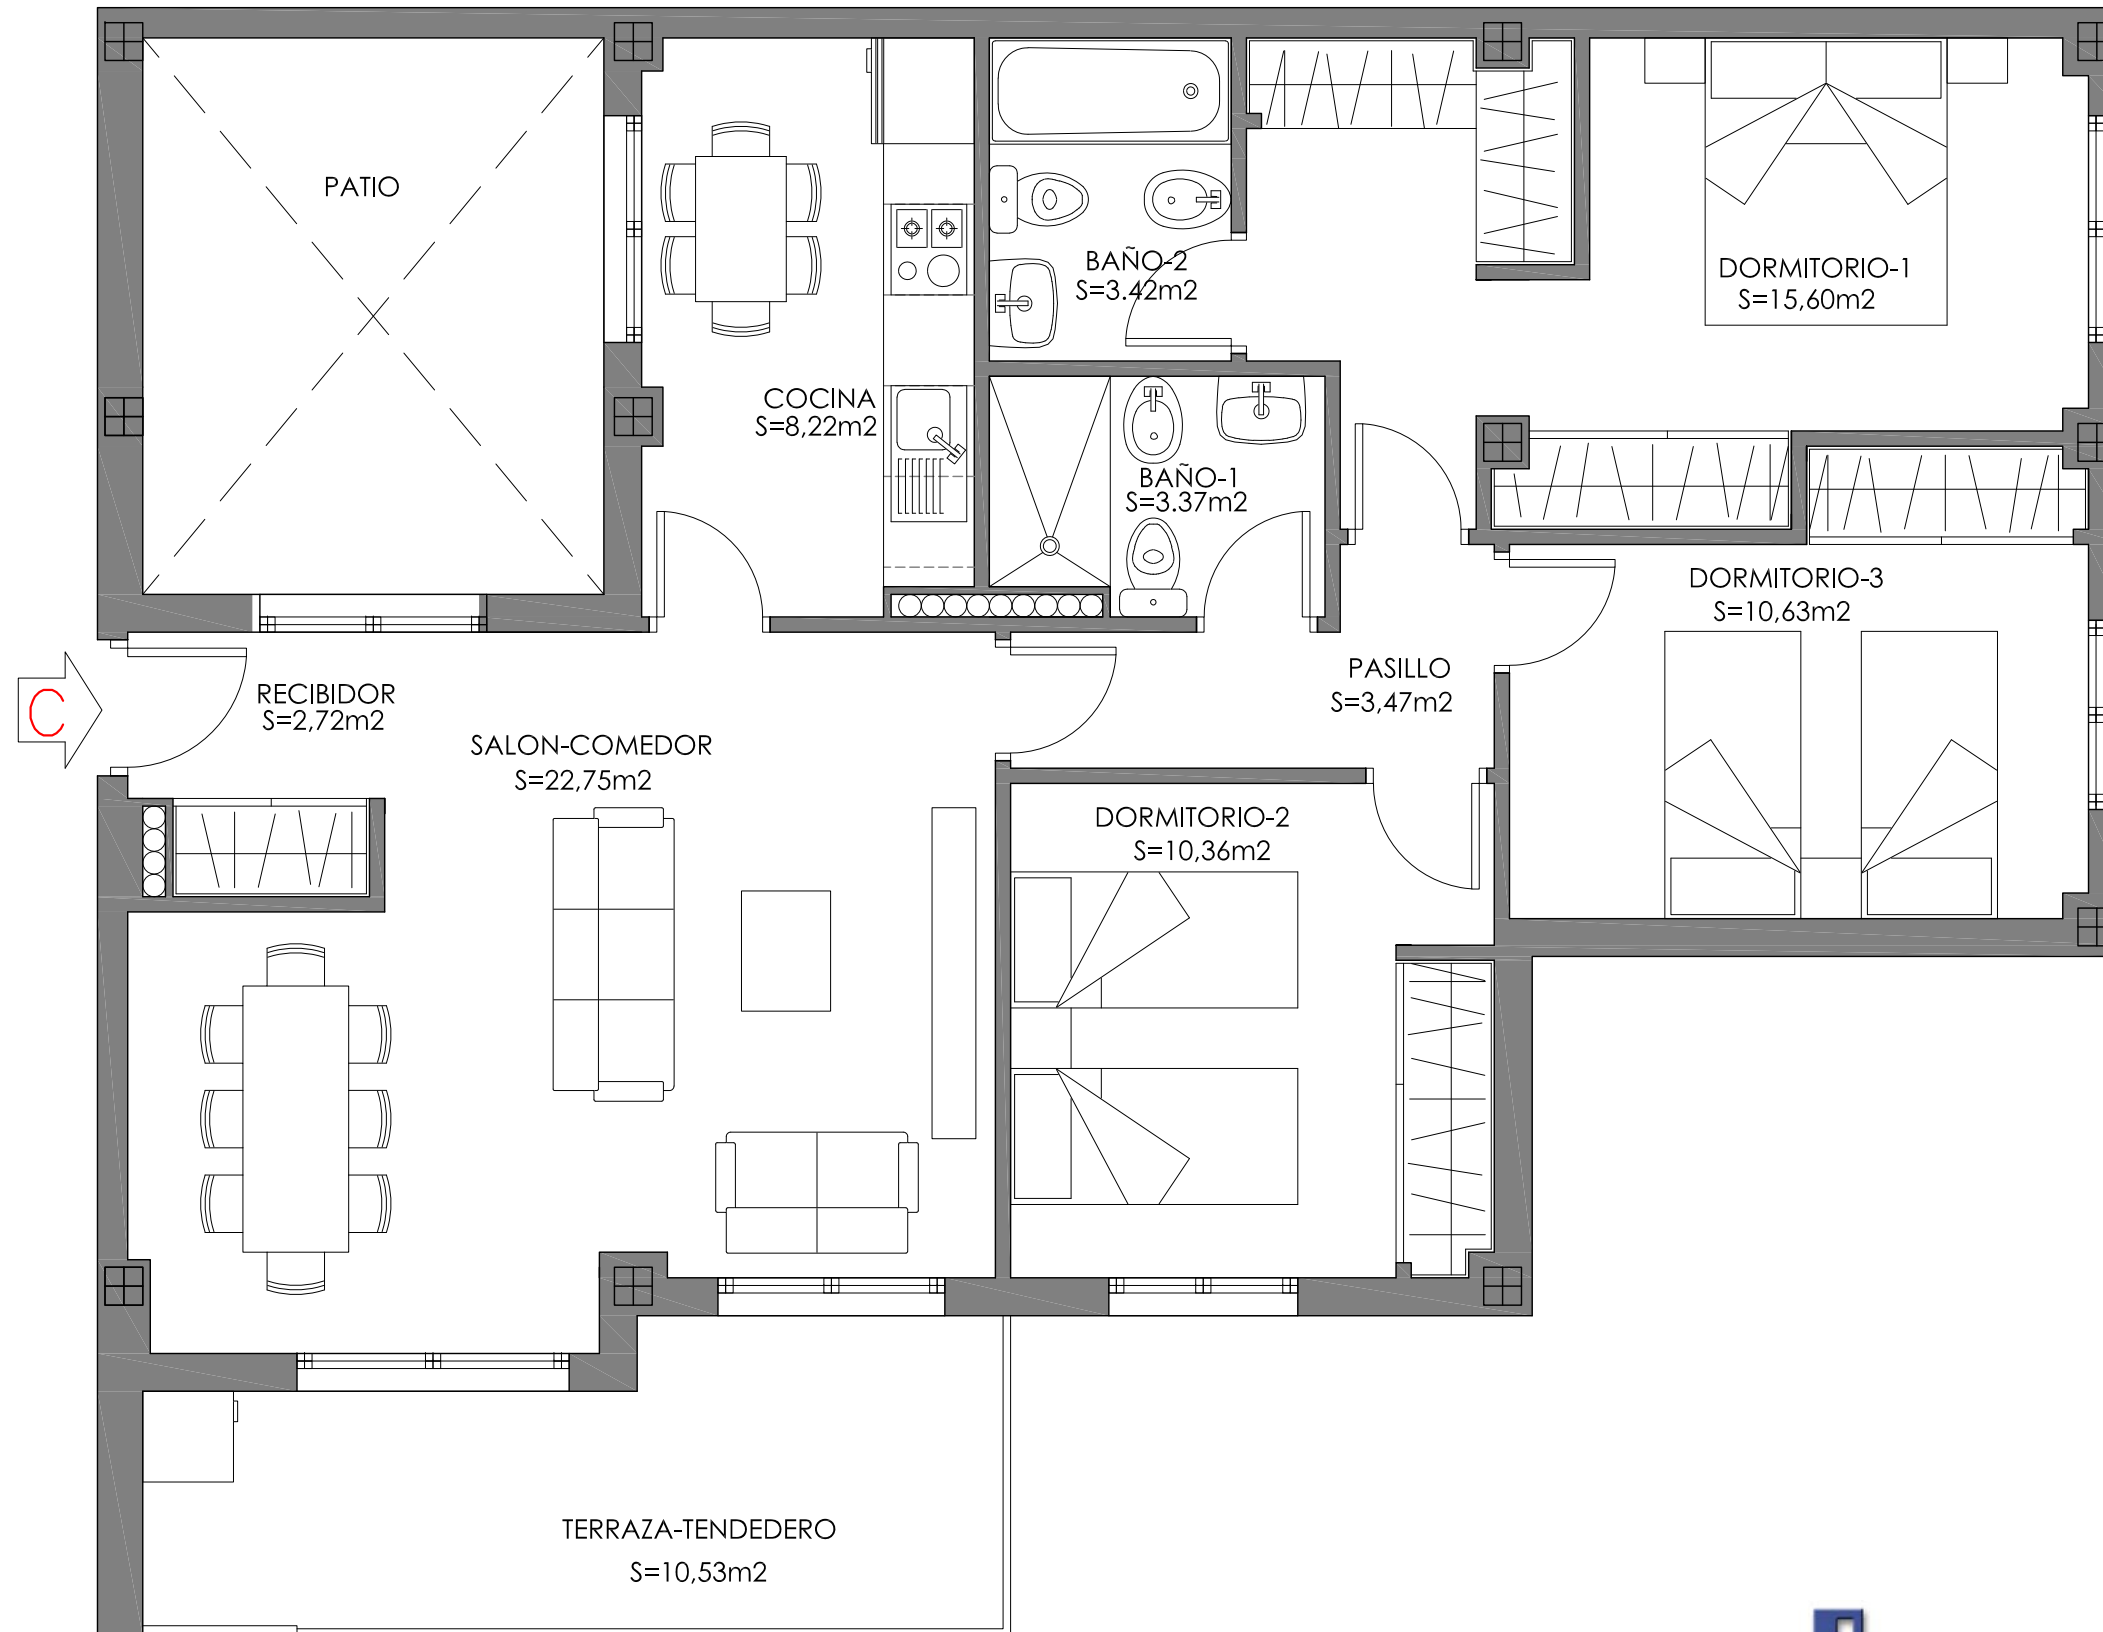 PATIO
COCINA
S=8,22m2
BAÑO-2
S=3.42m2
DORMITORIO-1
S=15,60m2
BAÑO-1
S=3.37m2
DORMITORIO-3
S=10,63m2
C
RECIBIDOR
S=2,72m2
PASILLO
S=3,47m2
SALON-COMEDOR
S=22,75m2
DORMITORIO-2
S=10,36m2
TERRAZA-TENDEDERO
S=10,53m2